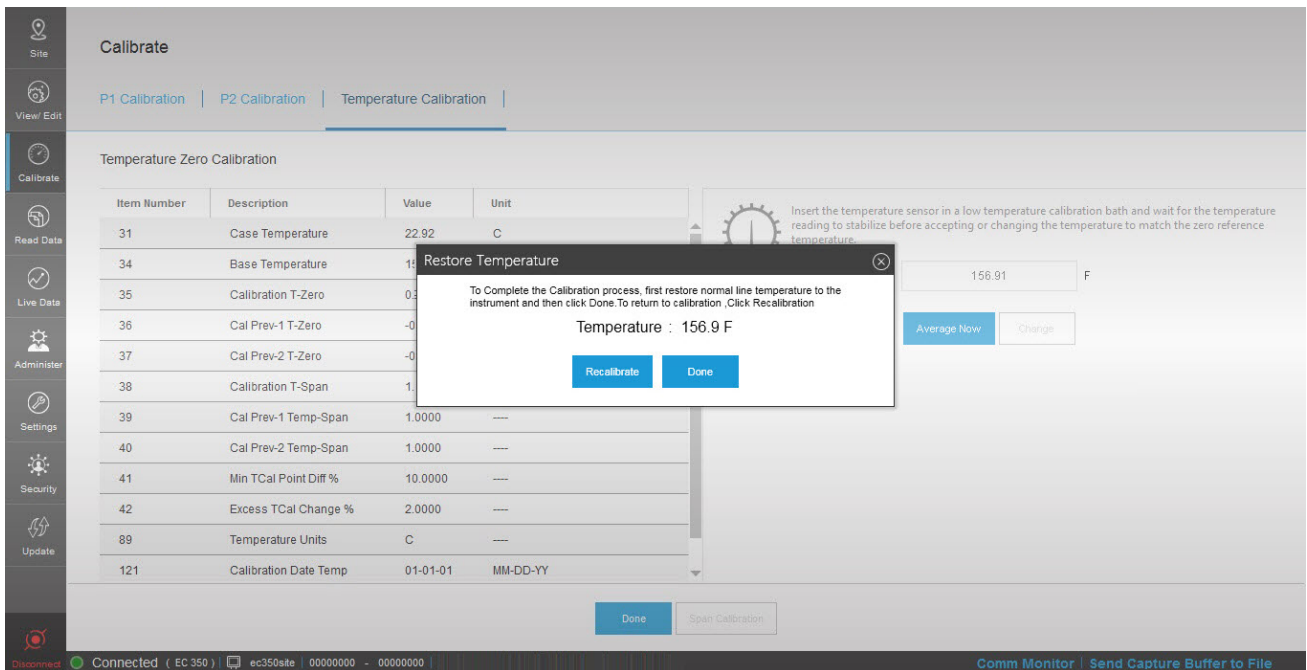 Site
View/ Edit
Calibrate
Read Data
Live Data
Administer
Settings
Security
Update
Disconnect
Calibrate
P1 Calibration | P2 Calibration | Temperature Calibration |
Temperature Zero Calibration
Item Number Description Value Unit
31 Case Temperature 22.92 C
34 Base Temperature
35 Calibration T-Zero
36 Cal Prev-1 T-Zero
37 Cal Prev-2 T-Zero
38 Calibration T-Span
39 Cal Prev-1 Temp-Span 1.0000 ----
40 Cal Prev-2 Temp-Span 1.0000 ----
41 Min TCal Point Diff % 10.0000 ----
42 Excess TCal Change % 2.0000 ----
89 Temperature Units C ----
121 Calibration Date Temp 01-01-01 MM-DD-YY
Insert the temperature sensor in a low temperature calibration bath and wait for the temperature
reading to stabilize before accepting or changing the temperature to match the zero reference
temperature.
156.91 F
Average Now Change
Restore Temperature
To Complete the Calibration process, first restore normal line temperature to the
instrument and then click Done.To return to calibration ,Click Recalibration
Temperature : 156.9 F
Recalibrate Done
Done Span Calibration
Connected ( EC 350 ) | ec350site | 00000000 - 00000000 |
Comm Monitor | Send Capture Buffer to File